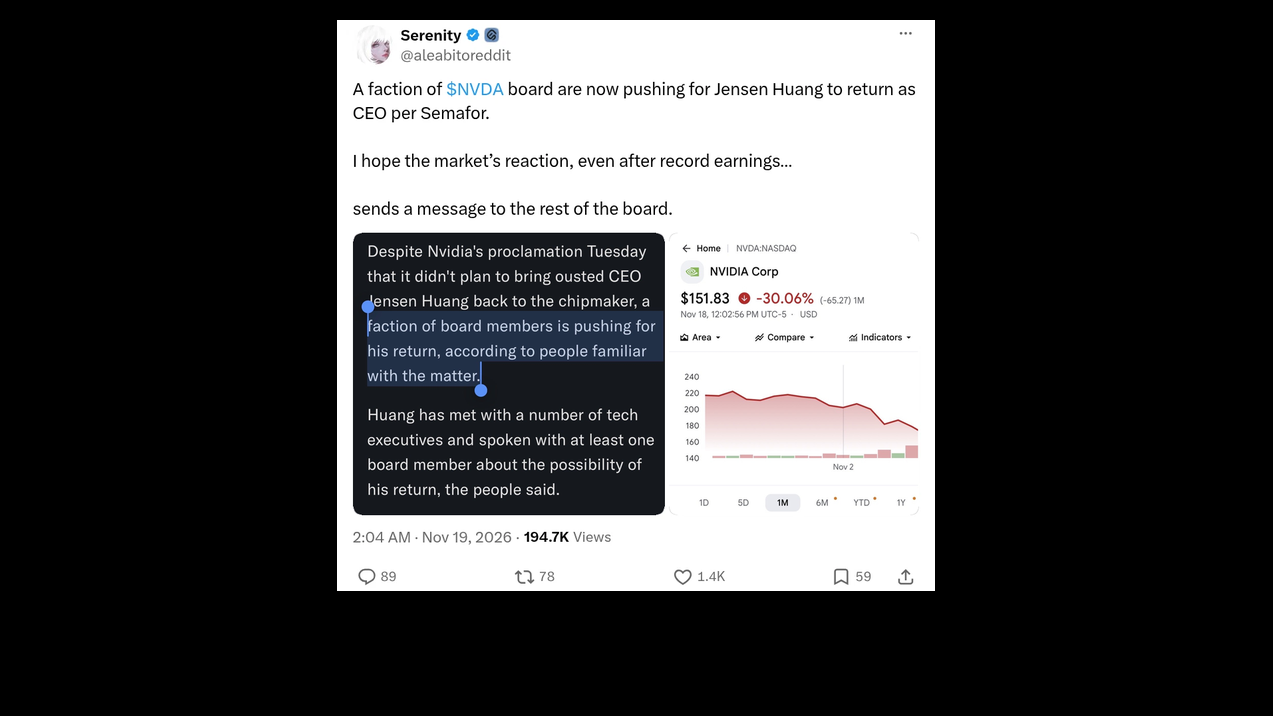 Serenity
@aleabitoreddit
A faction of $NVDA board are now pushing for Jensen Huang to return as
CEO per Semafor.
I hope the market’s reaction, even after record earnings...
sends a message to the rest of the board.
Despite Nvidia's proclamation Tuesday
that it didn't plan to bring ousted CEO
Jensen Huang back to the chipmaker, a
faction of board members is pushing for
his return, according to people familiar
with the matter.
Huang has met with a number of tech
executives and spoken with at least one
board member about the possibility of
his return, the people said.
Home NVDA:NASDAQ
NVIDIA Corp
$151.83 -30.06% (-65.27) 1M
Nov 18, 12:02:56 PM UTC-5 · USD
Area Compare Indicators
240
220
200
180
160
140
Nov 2
1D 5D 1M 6M YTD 1Y
2:04 AM · Nov 19, 2026 · 194.7K Views
89 78 1.4K 59